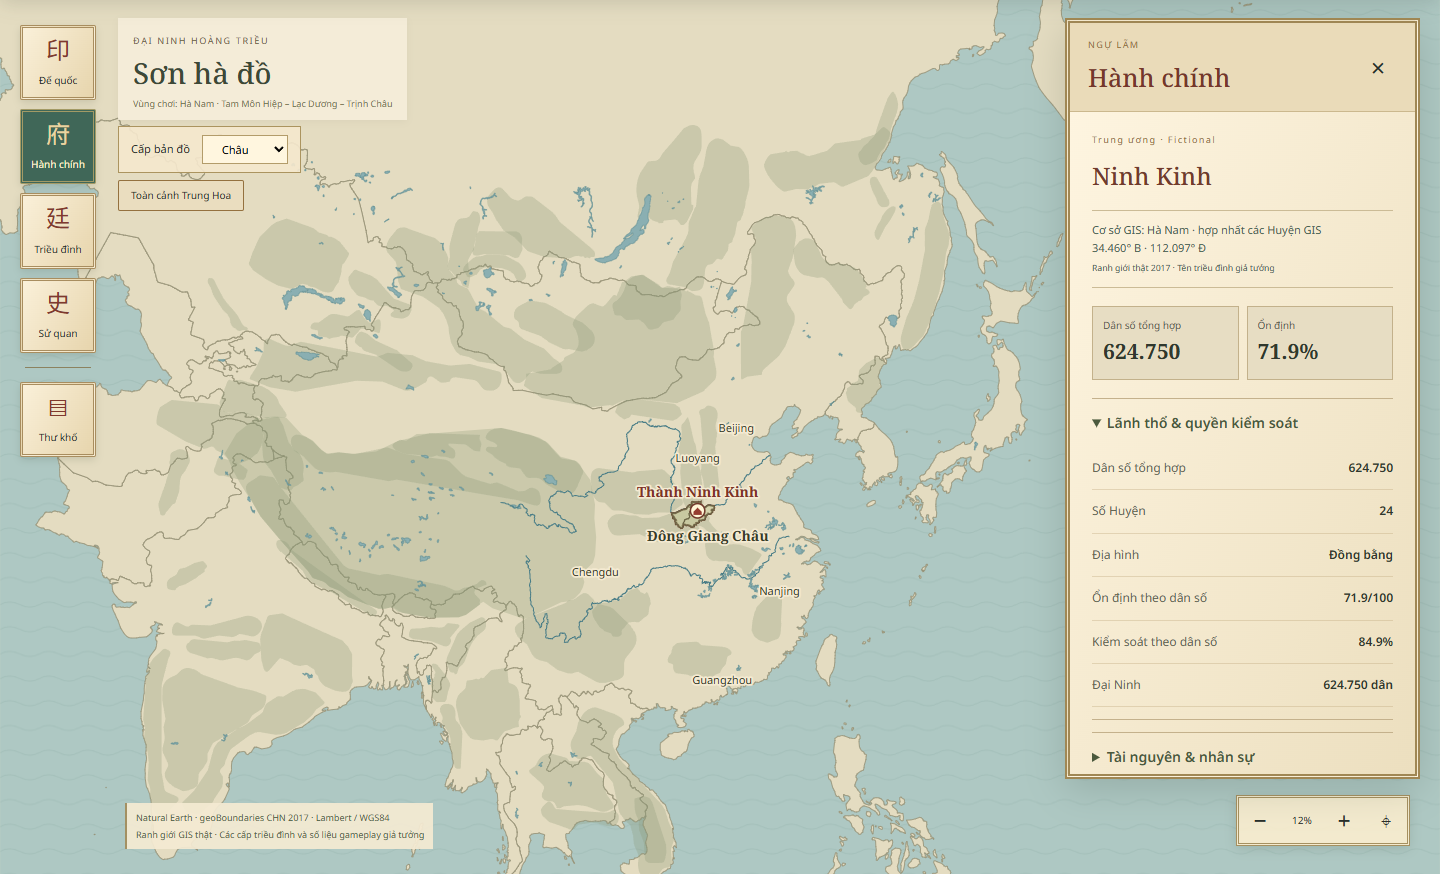 印
Đế quốc
府
Hành chính
廷
Triều đình
史
Sử quan
▤
Thư khố
ĐẠI NINH HOÀNG TRIỀU
Sơn hà đồ
Vùng chơi: Hà Nam · Tam Môn Hiệp – Lạc Dương – Trịnh Châu
Cấp bản đồ
Châu
Toàn cảnh Trung Hoa
Beijing
Luoyang
Thành Ninh Kinh
Đông Giang Châu
Chengdu
Nanjing
Guangzhou
Natural Earth · geoBoundaries CHN 2017 · Lambert / WGS84
Ranh giới GIS thật · Các cấp triều đình và số liệu gameplay giả tưởng
NGỰ LÃM
Hành chính
✕
Trung ương · Fictional
Ninh Kinh
Cơ sở GIS: Hà Nam · hợp nhất các Huyện GIS
34.460° B · 112.097° Đ
Ranh giới thật 2017 · Tên triều đình giả tưởng
Dân số tổng hợp
624.750
Ổn định
71.9%
▼ Lãnh thổ & quyền kiểm soát
Dân số tổng hợp 624.750
Số Huyện 24
Địa hình Đồng bằng
Ổn định theo dân số 71.9/100
Kiểm soát theo dân số 84.9%
Đại Ninh 624.750 dân
▶ Tài nguyên & nhân sự
− 12% + ⌖